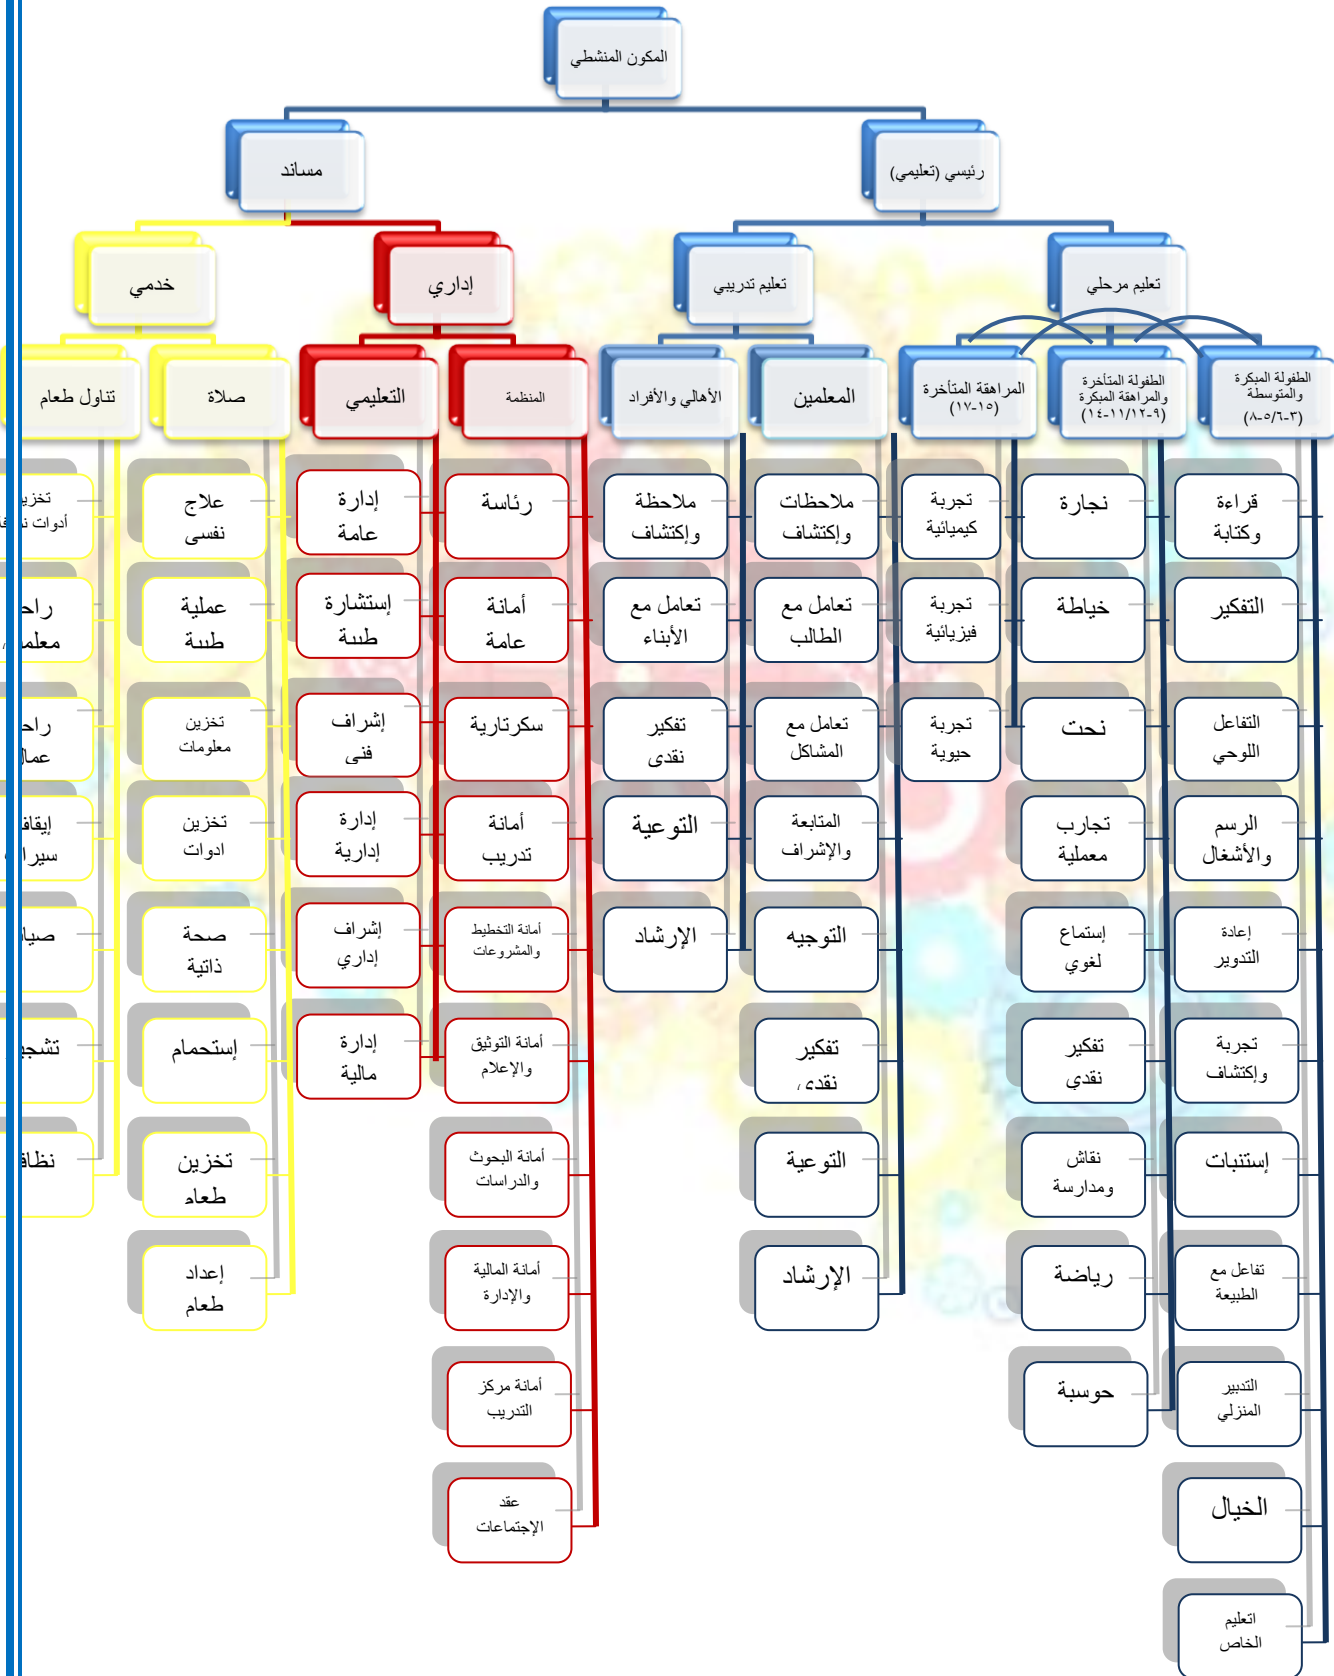 المكون المنشطي
رئيسي (تعليمي)
مساند
تعليم مرحلي
تعليم تدريبي
إداري
خدمي
الطفولة المبكرة
والمتوسطة
(٣-٥/٦-٨)
الطفولة المتأخرة
والمراهقة المبكرة
(٩-١١/١٢-١٤)
المراهقة المتأخرة
(١٥-١٧)
المعلمين
الأهالي والأفراد
المنظمة
التعليمي
صلاة
تناول طعام
قراءة
وكتابة
التفكير
التفاعل
اللوحي
الرسم
والأشغال
إعادة
التدوير
تجربة
وإكتشاف
إستنبات
تفاعل مع
الطبيعة
التدبير
المنزلي
الخيال
اتعليم
الخاص
نجارة
خياطة
نحت
تجارب
معملية
إستماع
لغوي
تفكير
نقدي
نقاش
ومدارسة
رياضة
حوسبة
تجربة
كيميائية
تجربة
فيزيائية
تجربة
حيوية
ملاحظات
وإكتشاف
تعامل مع
الطالب
تعامل مع
المشاكل
المتابعة
والإشراف
التوجيه
تفكير
نقدي
التوعية
الإرشاد
ملاحظة
وإكتشاف
تعامل مع
الأبناء
تفكير
نقدي
التوعية
الإرشاد
رئاسة
أمانة
عامة
سكرتارية
أمانة
تدريب
أمانة التخطيط
والمشروعات
أمانة التوثيق
والإعلام
أمانة البحوث
والدراسات
أمانة المالية
والإدارة
أمانة مركز
التدريب
عقد
الإجتماعات
إدارة
عامة
إستشارة
طبية
إشراف
فني
إدارة
إدارية
إشراف
إداري
إدارة
مالية
علاج
نفسي
عملية
طبية
تخزين
معلومات
تخزين
ادوات
صحة
ذاتية
إستحمام
تخزين
طعام
إعداد
طعام
أدوات